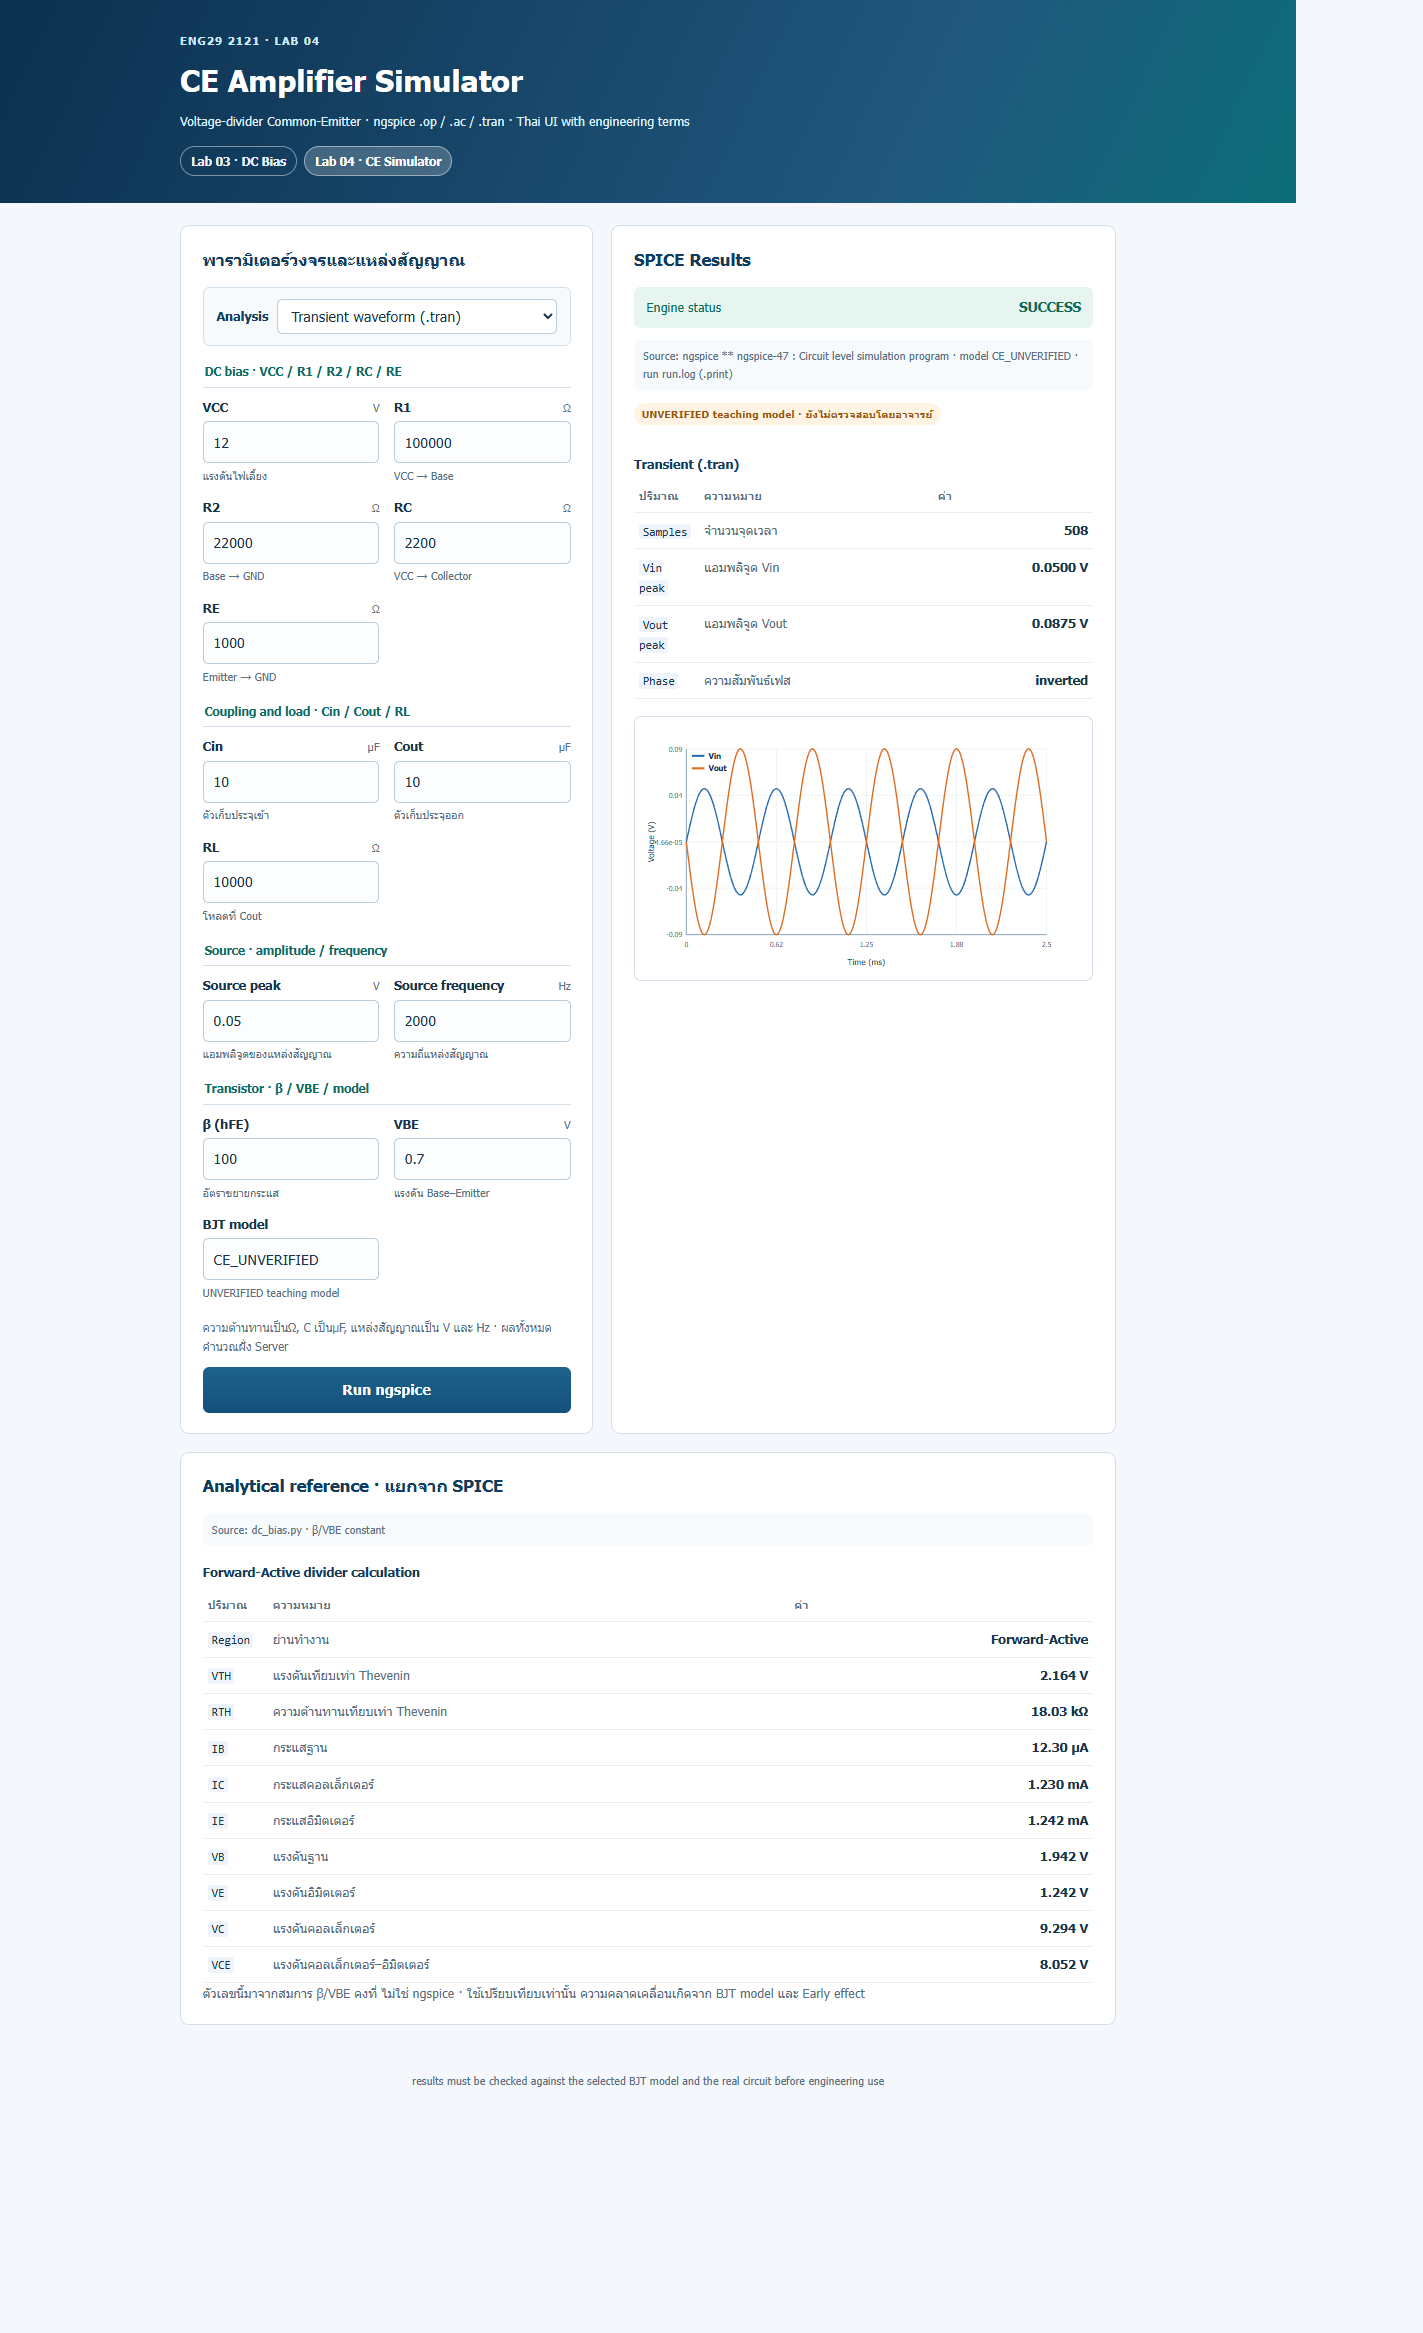 ENG29 2121 · LAB 04
CE Amplifier Simulator
Voltage-divider Common-Emitter · ngspice .op / .ac / .tran · Thai UI with engineering terms
Lab 03 · DC Bias
Lab 04 · CE Simulator
พารามิเตอร์วงจรและแหล่งสัญญาณ
Analysis
Transient waveform (.tran)
DC bias · VCC / R1 / R2 / RC / RE
VCC V R1 Ω
12 100000
แรงดันไฟเลี้ยง VCC → Base
R2 Ω RC Ω
22000 2200
Base → GND VCC → Collector
RE Ω
1000
Emitter → GND
Coupling and load · Cin / Cout / RL
Cin µF Cout µF
10 10
ตัวเก็บประจุเข้า ตัวเก็บประจุออก
RL Ω
10000
โหลดที่ Cout
Source · amplitude / frequency
Source peak V Source frequency Hz
0.05 2000
แอมพลิจูดของแหล่งสัญญาณ ความถี่แหล่งสัญญาณ
Transistor · β / VBE / model
β (hFE) VBE V
100 0.7
อัตราขยายกระแส แรงดัน Base–Emitter
BJT model
CE_UNVERIFIED
UNVERIFIED teaching model
ความต้านทานเป็นΩ, C เป็นµF, แหล่งสัญญาณเป็น V และ Hz · ผลทั้งหมด
คำนวณฝั่ง Server
Run ngspice
SPICE Results
Engine status SUCCESS
Source: ngspice ** ngspice-47 : Circuit level simulation program · model CE_UNVERIFIED ·
run run.log (.print)
UNVERIFIED teaching model · ยังไม่ตรวจสอบโดยอาจารย์
Transient (.tran)
ปริมาณ ความหมาย ค่า
Samples จำนวนจุดเวลา 508
Vin แอมพลิจูด Vin 0.0500 V
peak
Vout แอมพลิจูด Vout 0.0875 V
peak
Phase ความสัมพันธ์เฟส inverted
Vin
Vout
0.09
0.04
.66e-05
-0.04
-0.09
Voltage (V)
0 0.62 1.25 1.88 2.5
Time (ms)
Analytical reference · แยกจาก SPICE
Source: dc_bias.py · β/VBE constant
Forward-Active divider calculation
ปริมาณ ความหมาย ค่า
Region ย่านทำงาน Forward-Active
VTH แรงดันเทียบเท่า Thevenin 2.164 V
RTH ความต้านทานเทียบเท่า Thevenin 18.03 kΩ
IB กระแสฐาน 12.30 µA
IC กระแสคอลเล็กเตอร์ 1.230 mA
IE กระแสอิมิตเตอร์ 1.242 mA
VB แรงดันฐาน 1.942 V
VE แรงดันอิมิตเตอร์ 1.242 V
VC แรงดันคอลเล็กเตอร์ 9.294 V
VCE แรงดันคอลเล็กเตอร์–อิมิตเตอร์ 8.052 V
ตัวเลขนี้มาจากสมการ β/VBE คงที่ ไม่ใช่ ngspice · ใช้เปรียบเทียบเท่านั้น ความคลาดเคลื่อนเกิดจาก BJT model และ Early effect
results must be checked against the selected BJT model and the real circuit before engineering use